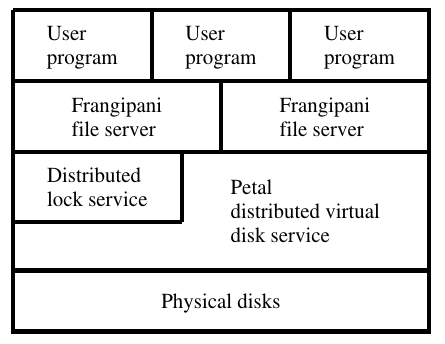 User
program
User
program
User
program
Frangipani
file server
Frangipani
file server
Distributed
lock service
Petal
distributed virtual
disk service
Physical disks